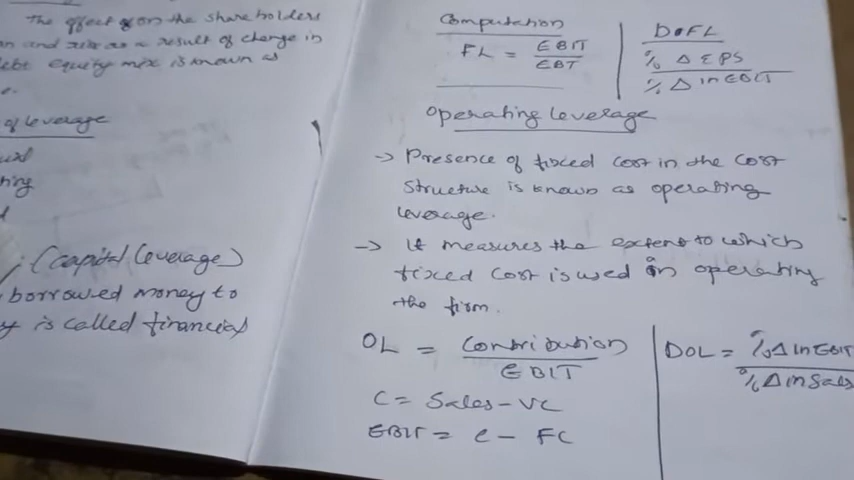 The effect on the shareholders
an and as a result of change in
debt equity mix is known as
e.
of leverage
(capital leverage)
borrowed money to
y is called financial
Computation
FL = EBIT
EBT
DOFL
% Δ EPS
% Δ in EBIT
Operating leverage
-> Presence of fixed cost in the cost
structure is known as operating
leverage.
-> It measures the extent to which
fixed cost is used in operating
the firm.
OL = Contribution
EBIT
C = Sales - VC
EBIT = C - FC
DOL = % Δ in EBIT
% Δ in Sales